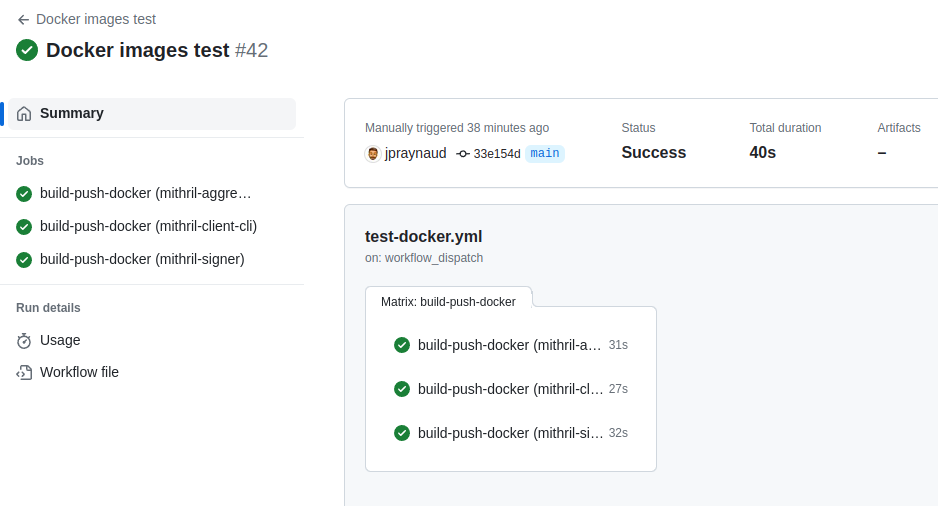 Docker images test
Docker images test #42
Summary
Jobs
build-push-docker (mithril-aggre…
build-push-docker (mithril-client-cli)
build-push-docker (mithril-signer)
Run details
Usage
Workflow file
Manually triggered 38 minutes ago
jpraynaud 33e154d main
Status
Success
Total duration
40s
Artifacts
–
test-docker.yml
on: workflow_dispatch
Matrix: build-push-docker
build-push-docker (mithril-a… 31s
build-push-docker (mithril-cl… 27s
build-push-docker (mithril-si… 32s